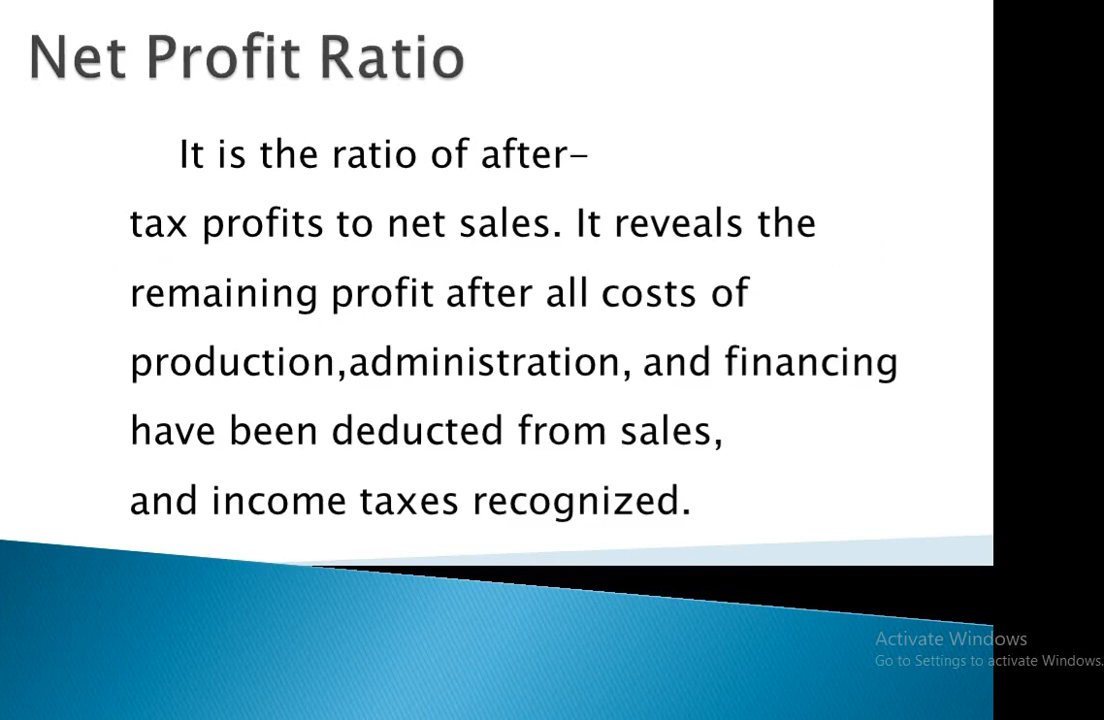 Net Profit Ratio
It is the ratio of after-
tax profits to net sales. It reveals the
remaining profit after all costs of
production,administration, and financing
have been deducted from sales,
and income taxes recognized.
Activate Windows
Go to Settings to activate Windows.